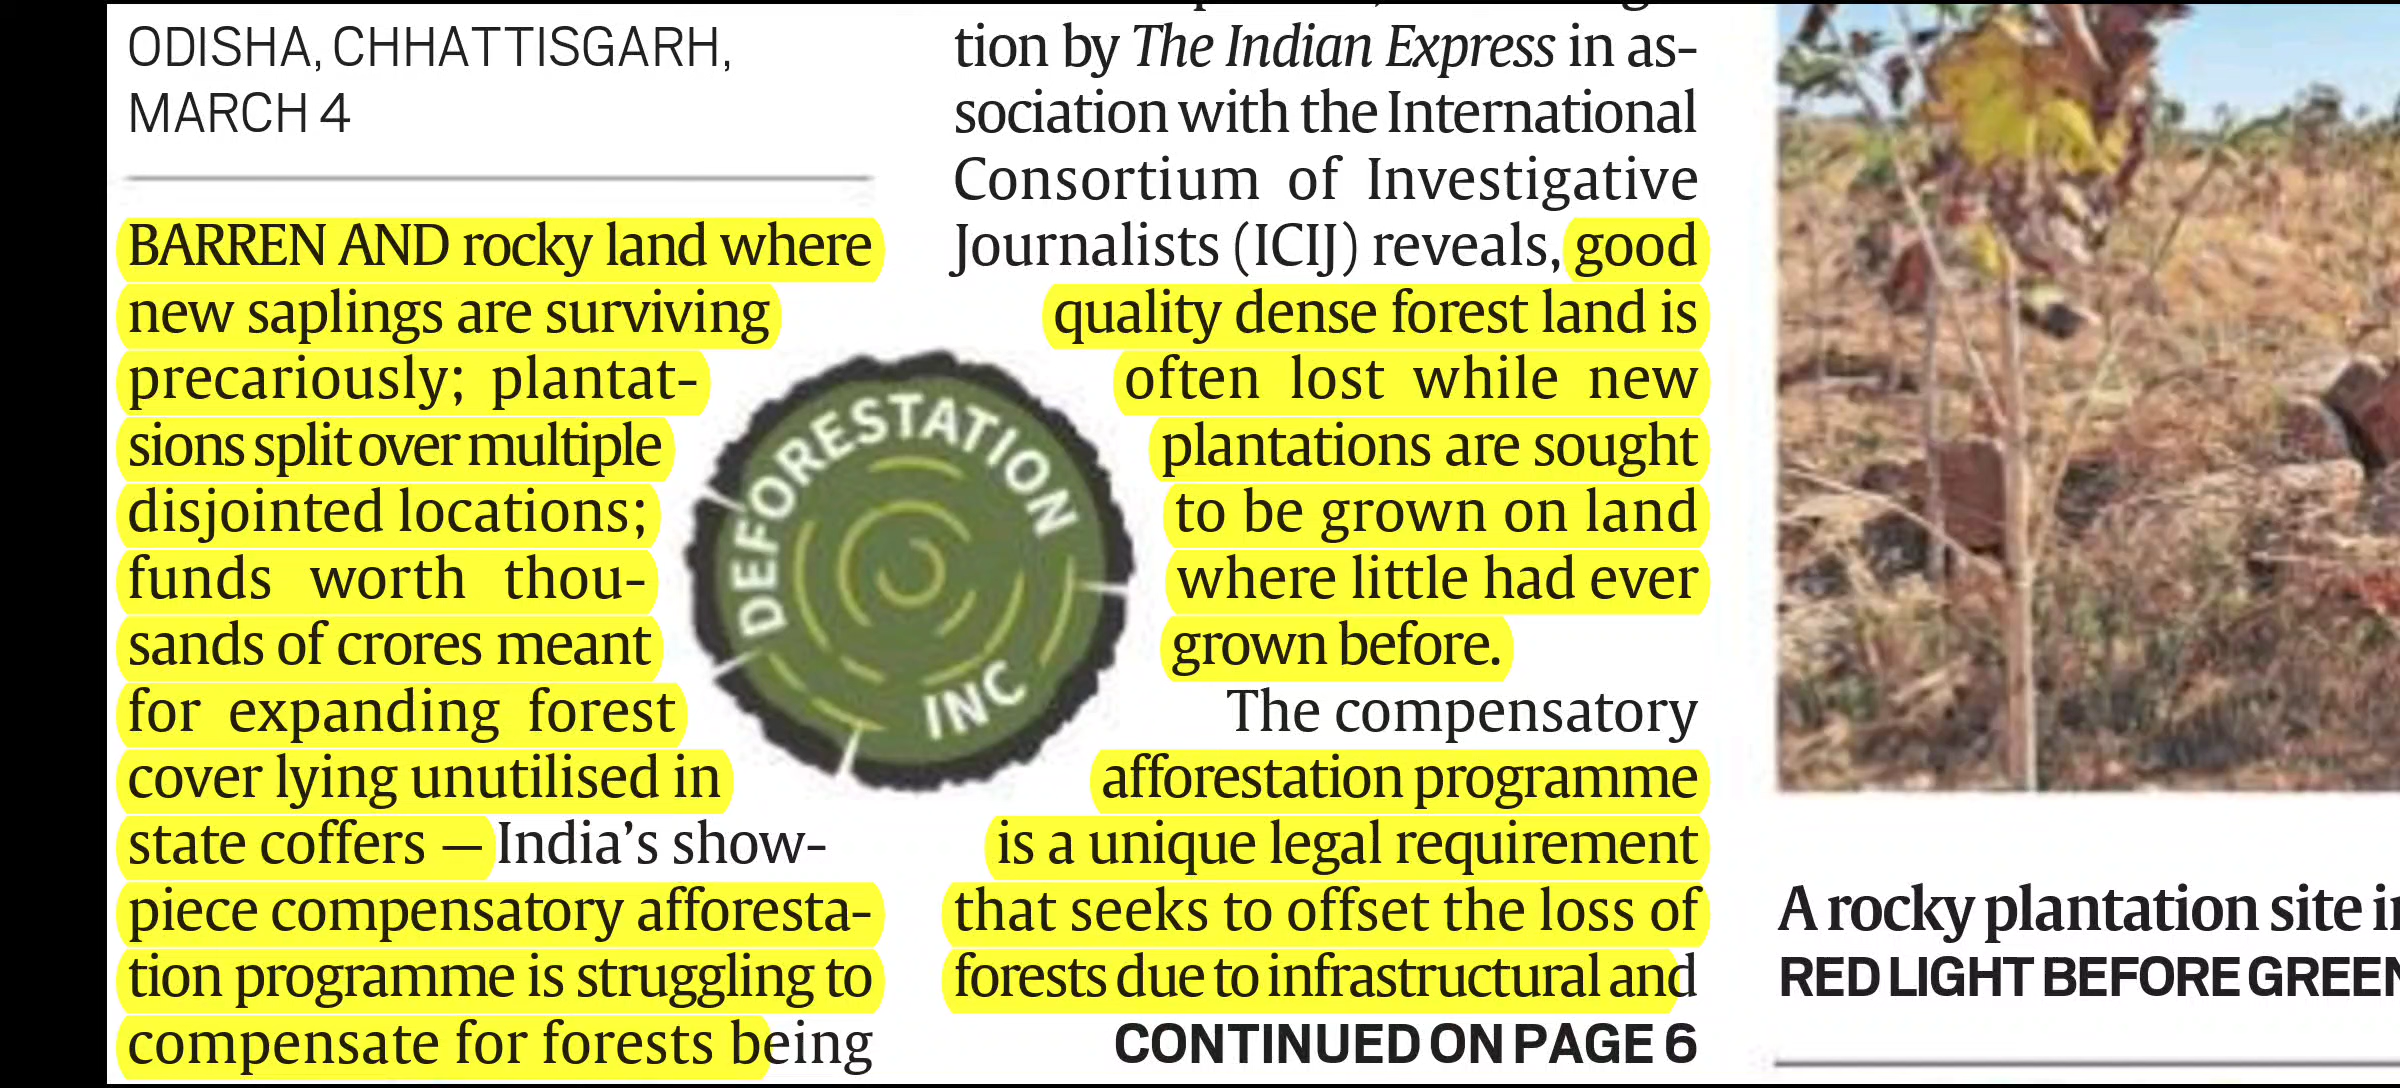 ODISHA, CHHATTISGARH,
MARCH 4
BARREN AND rocky land where
new saplings are surviving
precariously; plantat-
sions split over multiple
disjointed locations;
funds worth thou-
sands of crores meant
for expanding forest
cover lying unutilised in
state coffers — India’s show-
piece compensatory afforesta-
tion programme is struggling to
compensate for forests being
DEFORESTATION
INC
tion by The Indian Express in as-
sociation with the International
Consortium of Investigative
Journalists (ICIJ) reveals, good
quality dense forest land is
often lost while new
plantations are sought
to be grown on land
where little had ever
grown before.
The compensatory
afforestation programme
is a unique legal requirement
that seeks to offset the loss of
forests due to infrastructural and
CONTINUED ON PAGE 6
A rocky plantation site
RED LIGHT BEFORE GREEN